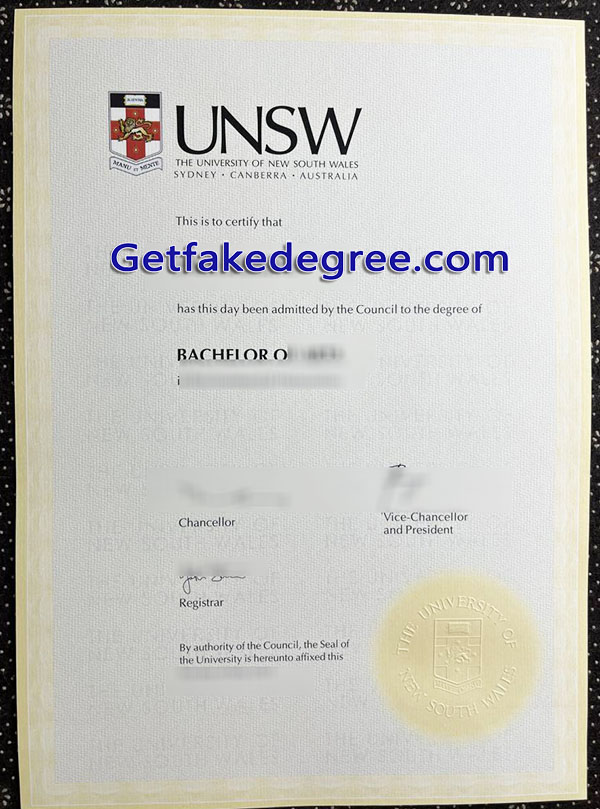 UNSW
THE UNIVERSITY OF NEW SOUTH WALES
SYDNEY · CANBERRA · AUSTRALIA
MANU ET MENTE
This is to certify that
Getfakedegree.com
has this day been admitted by the Council to the degree of
BACHELOR O
i
Chancellor
Vice-Chancellor
and President
Registrar
By authority of the Council, the Seal of
the University is hereunto affixed this
THE UNIVERSITY OF
NEW SOUTH WALES